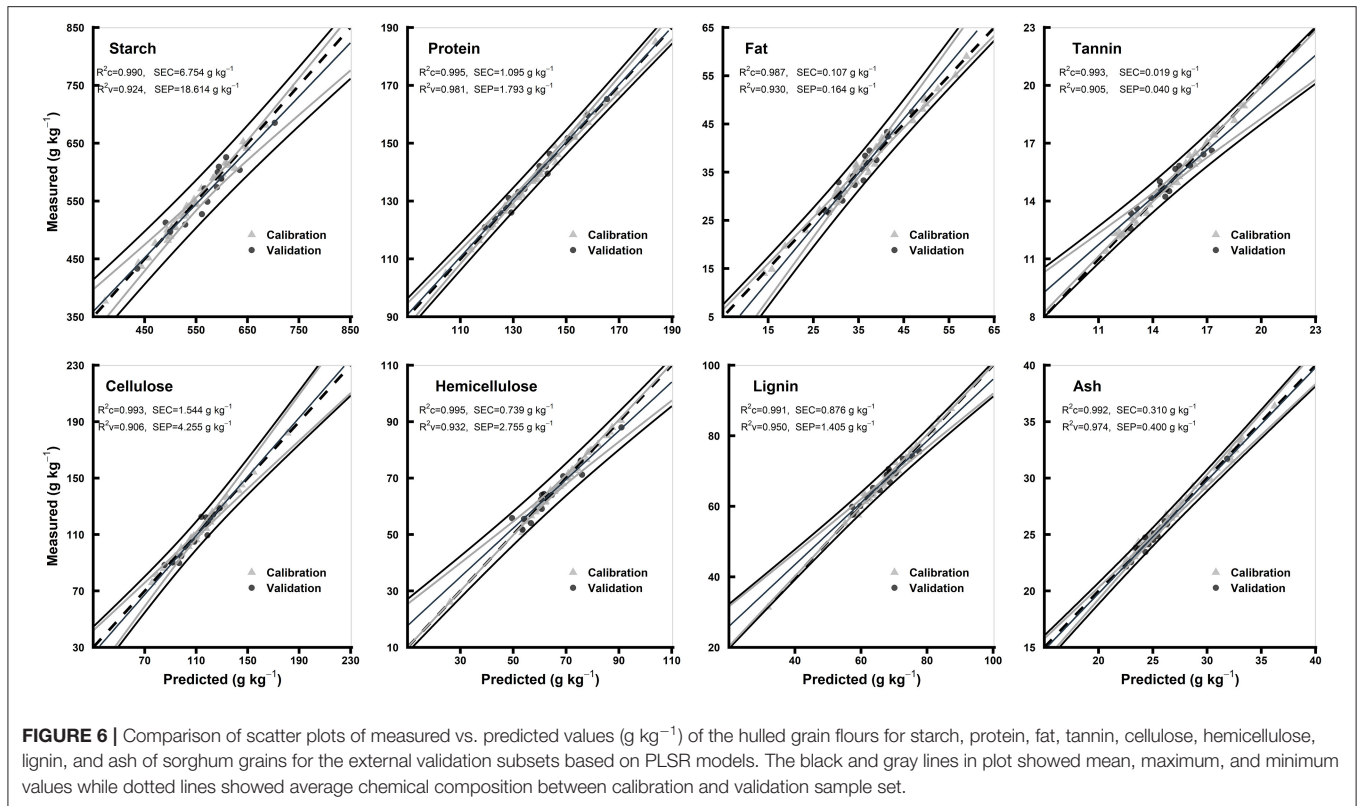 850
750
650
550
450
350
450 550 650 750 850
Measured (g kg⁻¹)
Starch
R²c=0.990, SEC=6.754 g kg⁻¹
R²v=0.924, SEP=18.614 g kg⁻¹
Calibration
Validation
190
170
150
130
110
90
110 130 150 170 190
Protein
R²c=0.995, SEC=1.095 g kg⁻¹
R²v=0.981, SEP=1.793 g kg⁻¹
Calibration
Validation
65
55
45
35
25
15
5
15 25 35 45 55 65
Fat
R²c=0.987, SEC=0.107 g kg⁻¹
R²v=0.930, SEP=0.164 g kg⁻¹
Calibration
Validation
23
20
17
14
11
8
11 14 17 20 23
Tannin
R²c=0.993, SEC=0.019 g kg⁻¹
R²v=0.905, SEP=0.040 g kg⁻¹
Calibration
Validation
230
190
150
110
70
30
70 110 150 190 230
Measured (g kg⁻¹)
Predicted (g kg⁻¹)
Cellulose
R²c=0.993, SEC=1.544 g kg⁻¹
R²v=0.906, SEP=4.255 g kg⁻¹
Calibration
Validation
110
90
70
50
30
10
30 50 70 90 110
Predicted (g kg⁻¹)
Hemicellulose
R²c=0.995, SEC=0.739 g kg⁻¹
R²v=0.932, SEP=2.755 g kg⁻¹
Calibration
Validation
100
80
60
40
20
40 60 80 100
Predicted (g kg⁻¹)
Lignin
R²c=0.991, SEC=0.876 g kg⁻¹
R²v=0.950, SEP=1.405 g kg⁻¹
Calibration
Validation
40
35
30
25
20
15
20 25 30 35 40
Predicted (g kg⁻¹)
Ash
R²c=0.992, SEC=0.310 g kg⁻¹
R²v=0.974, SEP=0.400 g kg⁻¹
Calibration
Validation
FIGURE 6 | Comparison of scatter plots of measured vs. predicted values (g kg⁻¹) of the hulled grain flours for starch, protein, fat, tannin, cellulose, hemicellulose,
lignin, and ash of sorghum grains for the external validation subsets based on PLSR models. The black and gray lines in plot showed mean, maximum, and minimum
values while dotted lines showed average chemical composition between calibration and validation sample set.